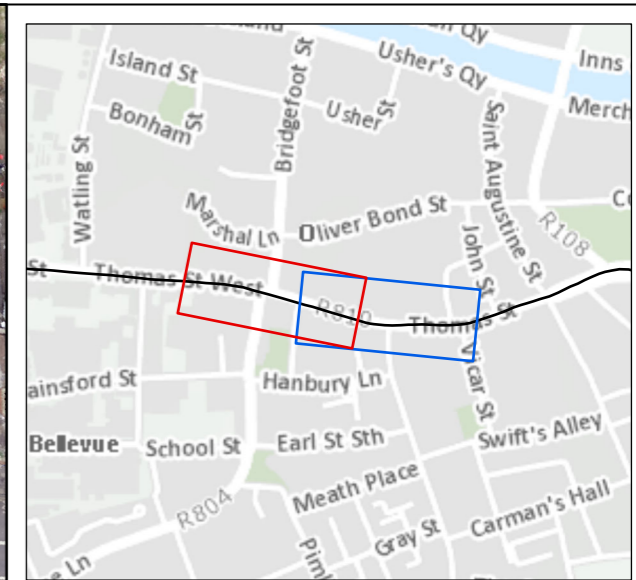 Qy
Usher's Qy
Inns
Island St
Merch
Bridgefoot St
Usher St
Bonham St
Saint Augustine St
Watling St
Marshal Ln
Oliver Bond St
R108
John St
St
Thomas St West
R810
Thomas St
Vicar St
ainsford St
Hanbury Ln
Bellevue
School St
Earl St Sth
Swift's Alley
Meath Place
R804
Carman's Hall
Gray St
Ln